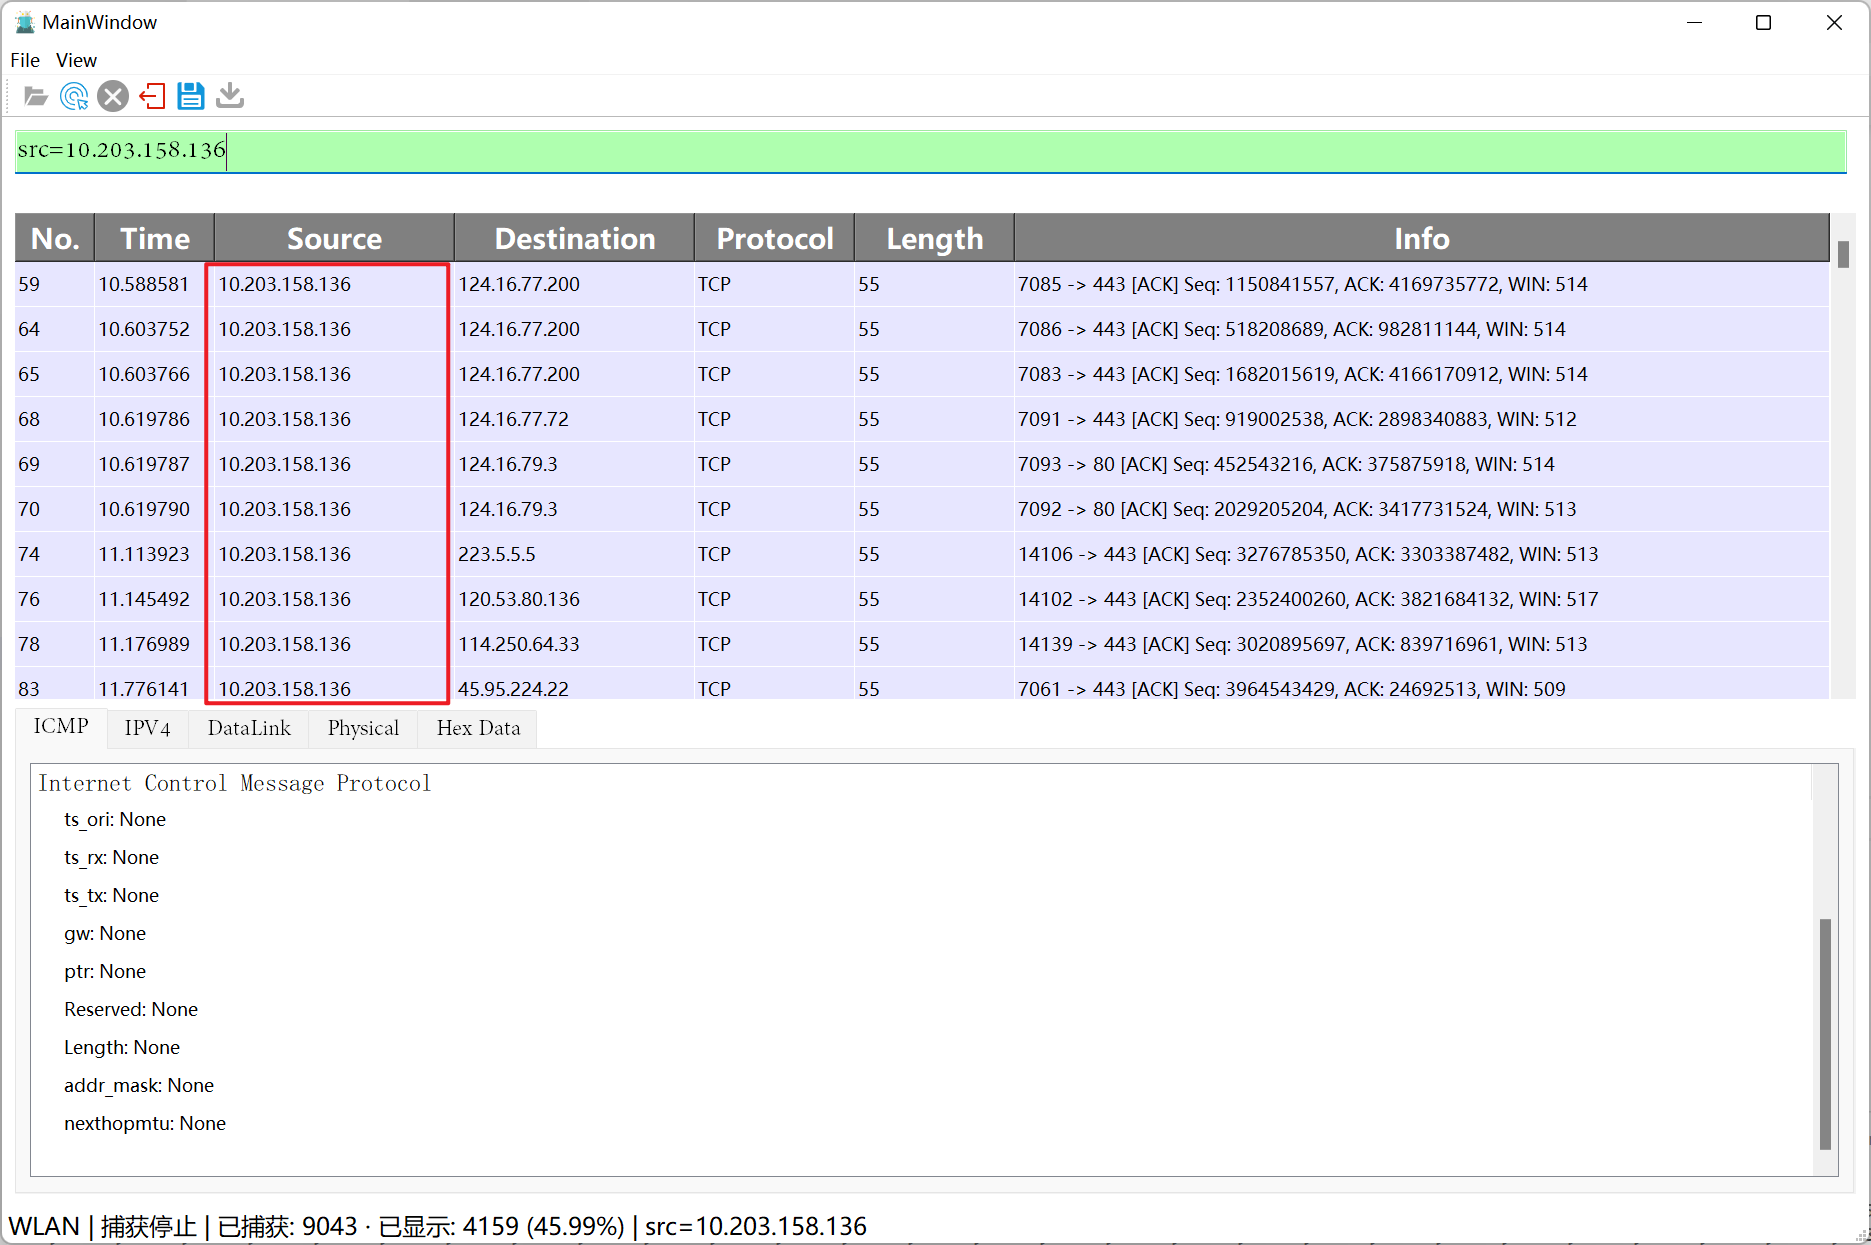 MainWindow
File View
src=10.203.158.136
No. Time Source Destination Protocol Length Info
59 10.588581 10.203.158.136 124.16.77.200 TCP 55 7085 -> 443 [ACK] Seq: 1150841557, ACK: 4169735772, WIN: 514
64 10.603752 10.203.158.136 124.16.77.200 TCP 55 7086 -> 443 [ACK] Seq: 518208689, ACK: 982811144, WIN: 514
65 10.603766 10.203.158.136 124.16.77.200 TCP 55 7083 -> 443 [ACK] Seq: 1682015619, ACK: 4166170912, WIN: 514
68 10.619786 10.203.158.136 124.16.77.72 TCP 55 7091 -> 443 [ACK] Seq: 919002538, ACK: 2898340883, WIN: 512
69 10.619787 10.203.158.136 124.16.79.3 TCP 55 7093 -> 80 [ACK] Seq: 452543216, ACK: 375875918, WIN: 514
70 10.619790 10.203.158.136 124.16.79.3 TCP 55 7092 -> 80 [ACK] Seq: 2029205204, ACK: 3417731524, WIN: 513
74 11.113923 10.203.158.136 223.5.5.5 TCP 55 14106 -> 443 [ACK] Seq: 3276785350, ACK: 3303387482, WIN: 513
76 11.145492 10.203.158.136 120.53.80.136 TCP 55 14102 -> 443 [ACK] Seq: 2352400260, ACK: 3821684132, WIN: 517
78 11.176989 10.203.158.136 114.250.64.33 TCP 55 14139 -> 443 [ACK] Seq: 3020895697, ACK: 839716961, WIN: 513
83 11.776141 10.203.158.136 45.95.224.22 TCP 55 7061 -> 443 [ACK] Seq: 3964543429, ACK: 24692513, WIN: 509
ICMP IPV4 DataLink Physical Hex Data
Internet Control Message Protocol
ts_ori: None
ts_rx: None
ts_tx: None
gw: None
ptr: None
Reserved: None
Length: None
addr_mask: None
nexthopmtu: None
WLAN | 捕获停止 | 已捕获: 9043 · 已显示: 4159 (45.99%) | src=10.203.158.136